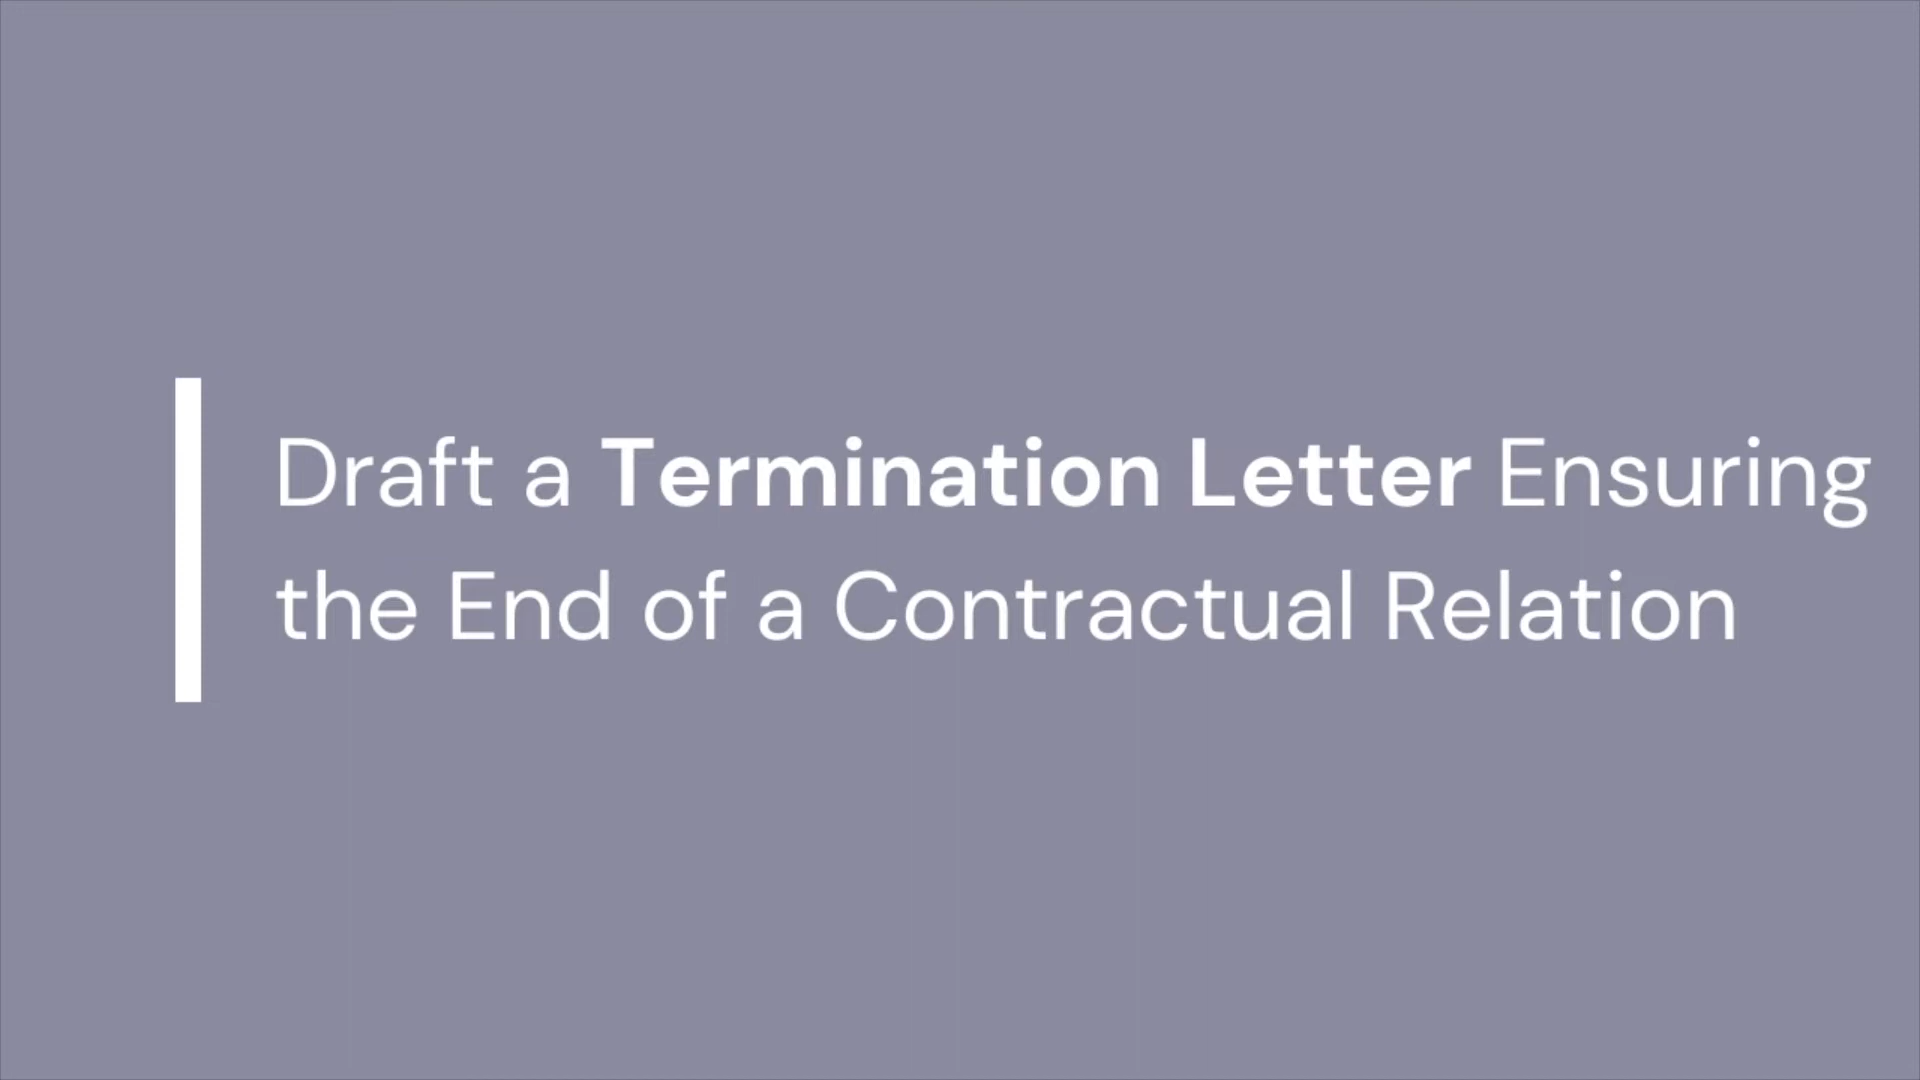 Draft a Termination Letter Ensuring
the End of a Contractual Relation